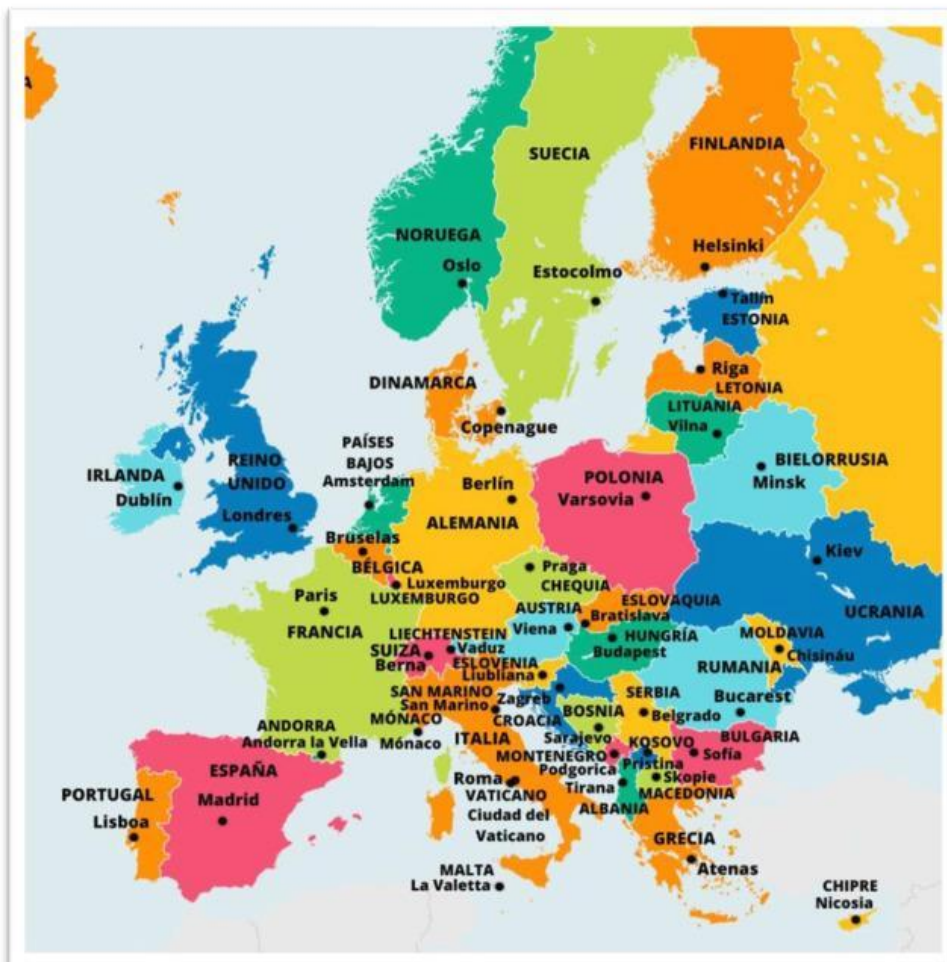 A
SUECIA
FINLANDIA
NORUEGA
Oslo
Helsinki
Estocolmo
Tallín
ESTONIA
Riga
LETONIA
DINAMARCA
Copenague
LITUANIA
Vilna
PAÍSES
BAJOS
Amsterdam
IRLANDA
Dublín
REINO
UNIDO
Londres
Berlín
ALEMANIA
POLONIA
Varsovia
BIELORRUSIA
Minsk
Bruselas
BÉLGICA
Luxemburgo
LUXEMBURGO
Praga
CHEQUIA
Kiev
UCRANIA
Paris
FRANCIA
AUSTRIA
Viena
ESLOVAQUIA
Bratislava
LIECHTENSTEIN
Vaduz
SUIZA
Berna
HUNGRÍA
Budapest
MOLDAVIA
Chisináu
ESLOVENIA
Liubliana
RUMANIA
Bucarest
SAN MARINO
San Marino
Zagreb
CROACIA
BOSNIA
Sarajevo
SERBIA
Belgrado
MÓNACO
Mónaco
ITALIA
ANDORRA
Andorra la Vella
MONTENEGRO
Podgorica
KOSOVO
Pristina
BULGARIA
Sofía
ESPAÑA
Madrid
PORTUGAL
Lisboa
Roma
VATICANO
Ciudad del
Vaticano
Tirana
ALBANIA
Skopie
MACEDONIA
GRECIA
Atenas
MALTA
La Valetta
CHIPRE
Nicosia